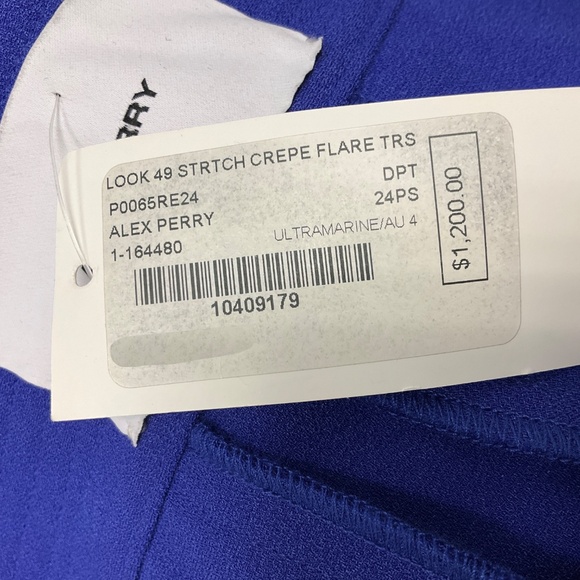 RRY
LOOK 49 STRTCH CREPE FLARE TRS
P0065RE24 DPT
ALEX PERRY 24PS
1-164480 ULTRAMARINE/AU 4
$1,200.00
10409179